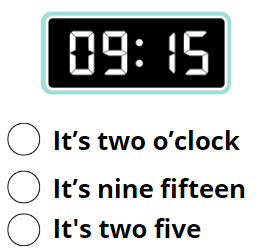 09:15
It’s two o’clock
It’s nine fifteen
It's two five